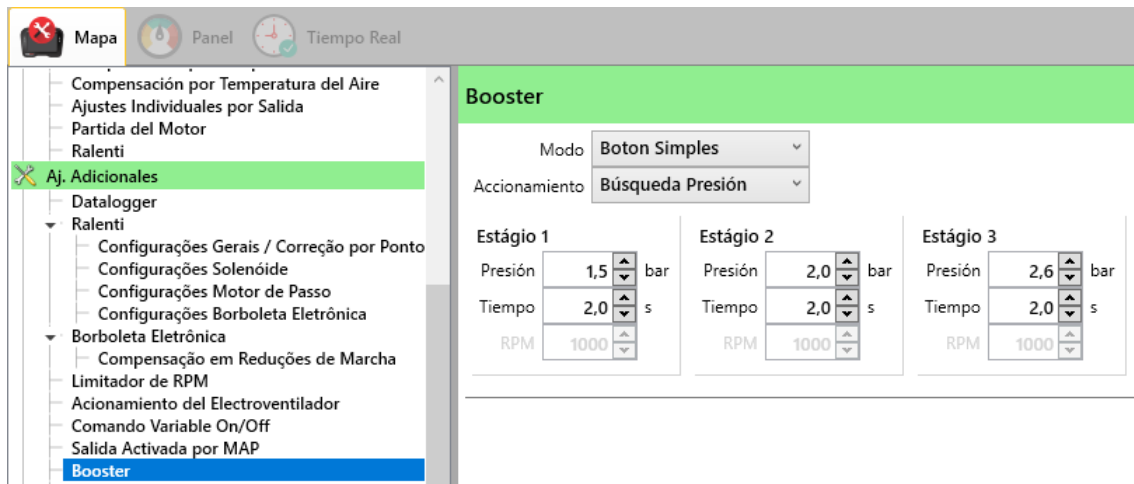 Mapa
Panel
Tiempo Real
Compensación por Temperatura del Aire
Ajustes Individuales por Salida
Partida del Motor
Ralenti
Aj. Adicionales
Datalogger
Ralenti
Configurações Gerais / Correção por Ponto
Configurações Solenóide
Configurações Motor de Passo
Configurações Borboleta Eletrônica
Borboleta Eletrônica
Compensação em Reduções de Marcha
Limitador de RPM
Acionamiento del Electroventilador
Comando Variable On/Off
Salida Activada por MAP
Booster
Booster
Modo Boton Simples
Accionamiento Búsqueda Presión
Estágio 1 Estágio 2 Estágio 3
Presión 1,5 bar Presión 2,0 bar Presión 2,6 bar
Tiempo 2,0 s Tiempo 2,0 s Tiempo 2,0 s
RPM 1000 RPM 1000 RPM 1000